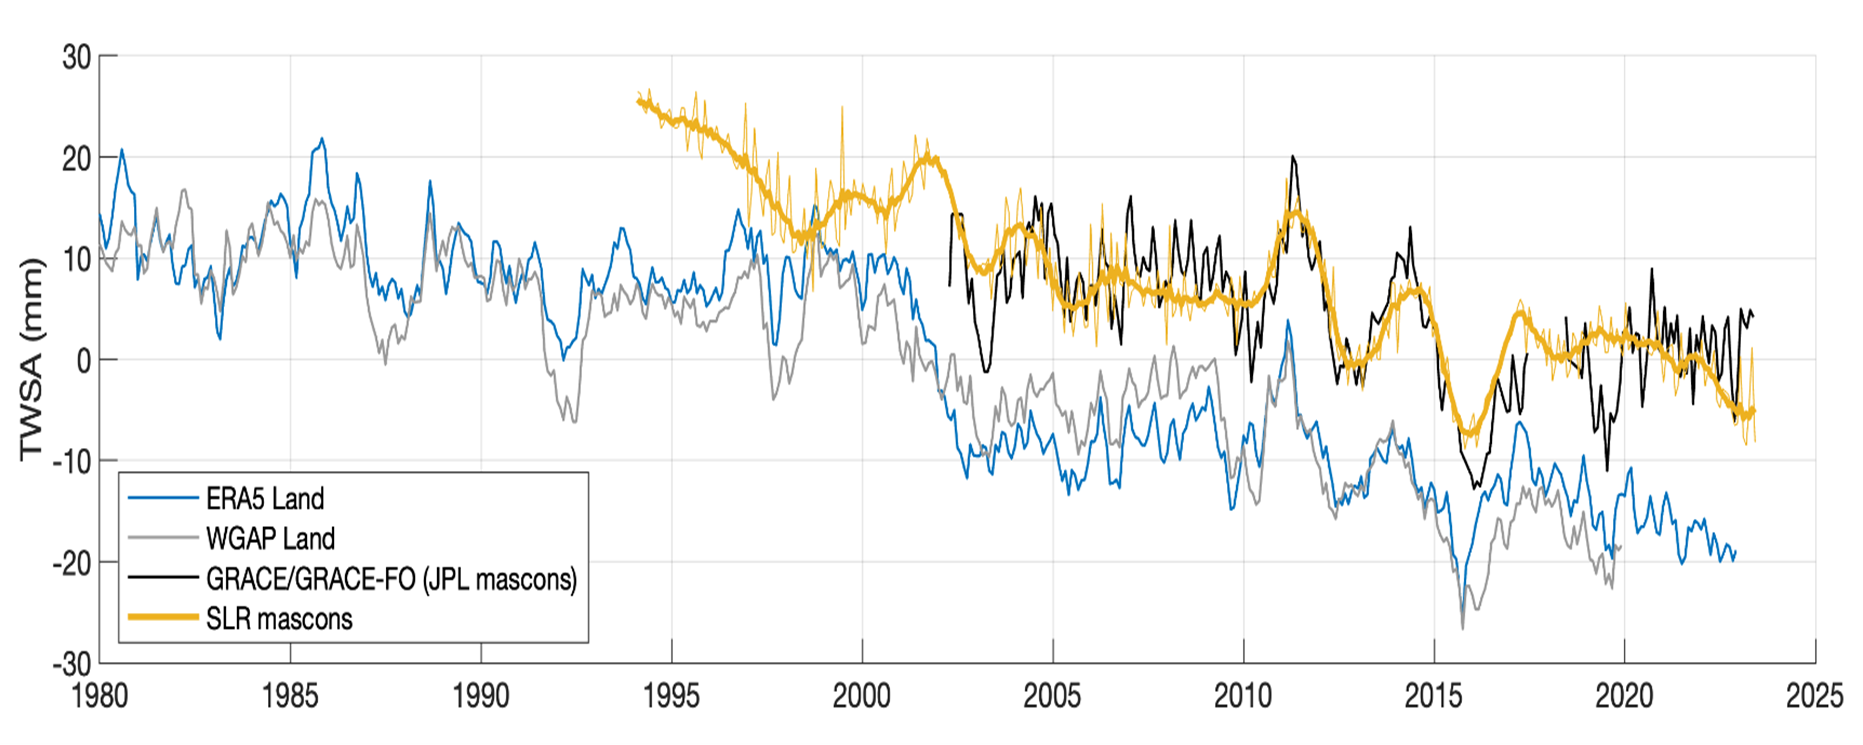 TWSA (mm)
30
20
10
0
-10
-20
-30
ERA5 Land
WGAP Land
GRACE/GRACE-FO (JPL mascons)
SLR mascons
1980 1985 1990 1995 2000 2005 2010 2015 2020 2025